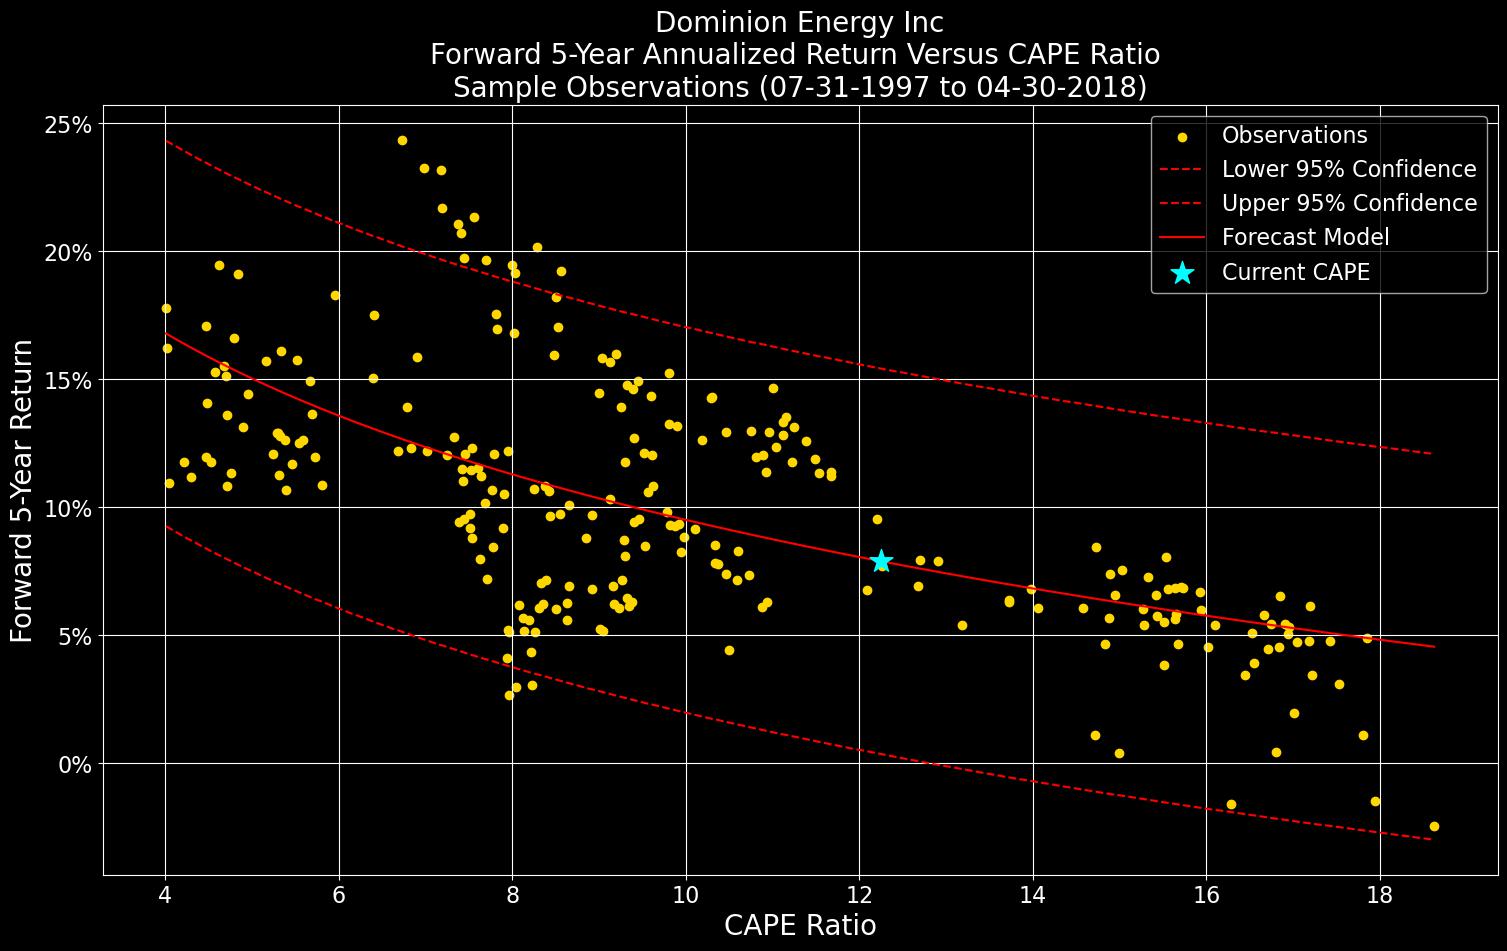 Dominion Energy Inc
Forward 5-Year Annualized Return Versus CAPE Ratio
Sample Observations (07-31-1997 to 04-30-2018)
Observations
Lower 95% Confidence
Upper 95% Confidence
Forecast Model
Current CAPE
Forward 5-Year Return
25%
20%
15%
10%
5%
0%
4 6 8 10 12 14 16 18
CAPE Ratio